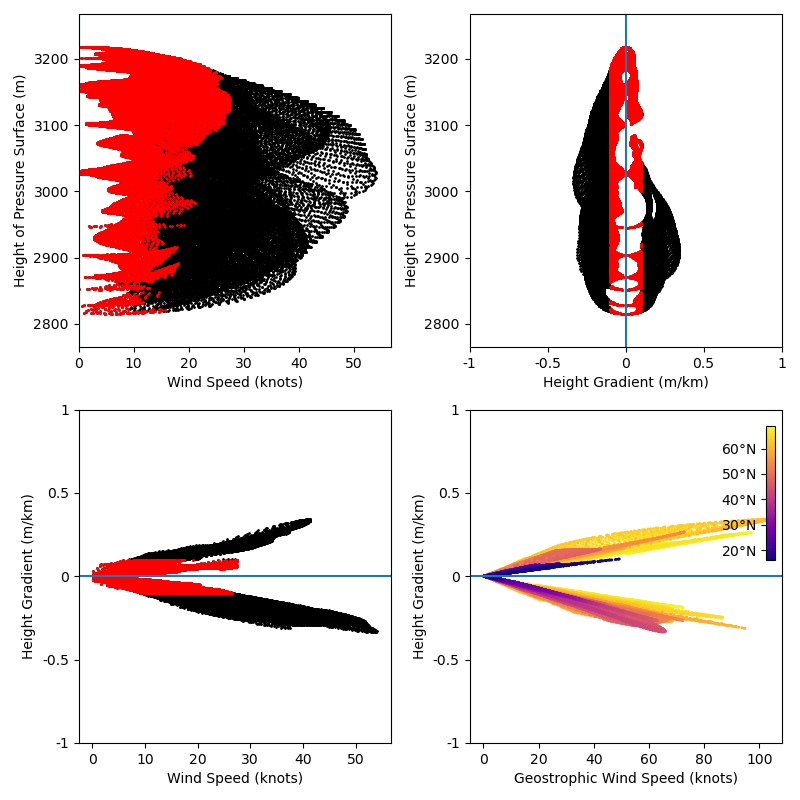 3200
3100
3000
2900
2800
Height of Pressure Surface (m)
0 10 20 30 40 50
Wind Speed (knots)
3200
3100
3000
2900
2800
Height of Pressure Surface (m)
-1 -0.5 0 0.5 1
Height Gradient (m/km)
1
0.5
0
-0.5
-1
Height Gradient (m/km)
0 10 20 30 40 50
Wind Speed (knots)
1
0.5
0
-0.5
-1
Height Gradient (m/km)
0 20 40 60 80 100
Geostrophic Wind Speed (knots)
60°N
50°N
40°N
30°N
20°N